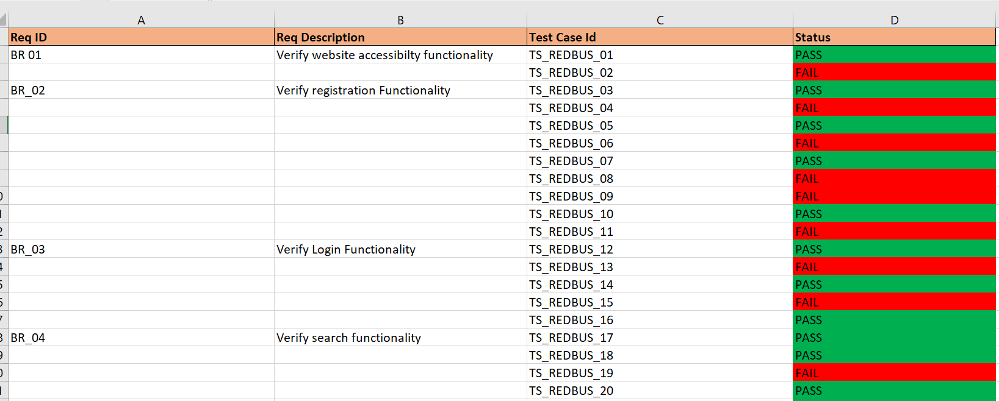 A B C D
Req ID Req Description Test Case Id Status
BR 01 Verify website accessibilty functionality TS_REDBUS_01 PASS
TS_REDBUS_02 FAIL
BR_02 Verify registration Functionality TS_REDBUS_03 PASS
TS_REDBUS_04 FAIL
TS_REDBUS_05 PASS
TS_REDBUS_06 FAIL
TS_REDBUS_07 PASS
TS_REDBUS_08 FAIL
TS_REDBUS_09 FAIL
TS_REDBUS_10 PASS
TS_REDBUS_11 FAIL
BR_03 Verify Login Functionality TS_REDBUS_12 PASS
TS_REDBUS_13 FAIL
TS_REDBUS_14 PASS
TS_REDBUS_15 FAIL
TS_REDBUS_16 PASS
BR_04 Verify search functionality TS_REDBUS_17 PASS
TS_REDBUS_18 PASS
TS_REDBUS_19 FAIL
TS_REDBUS_20 PASS